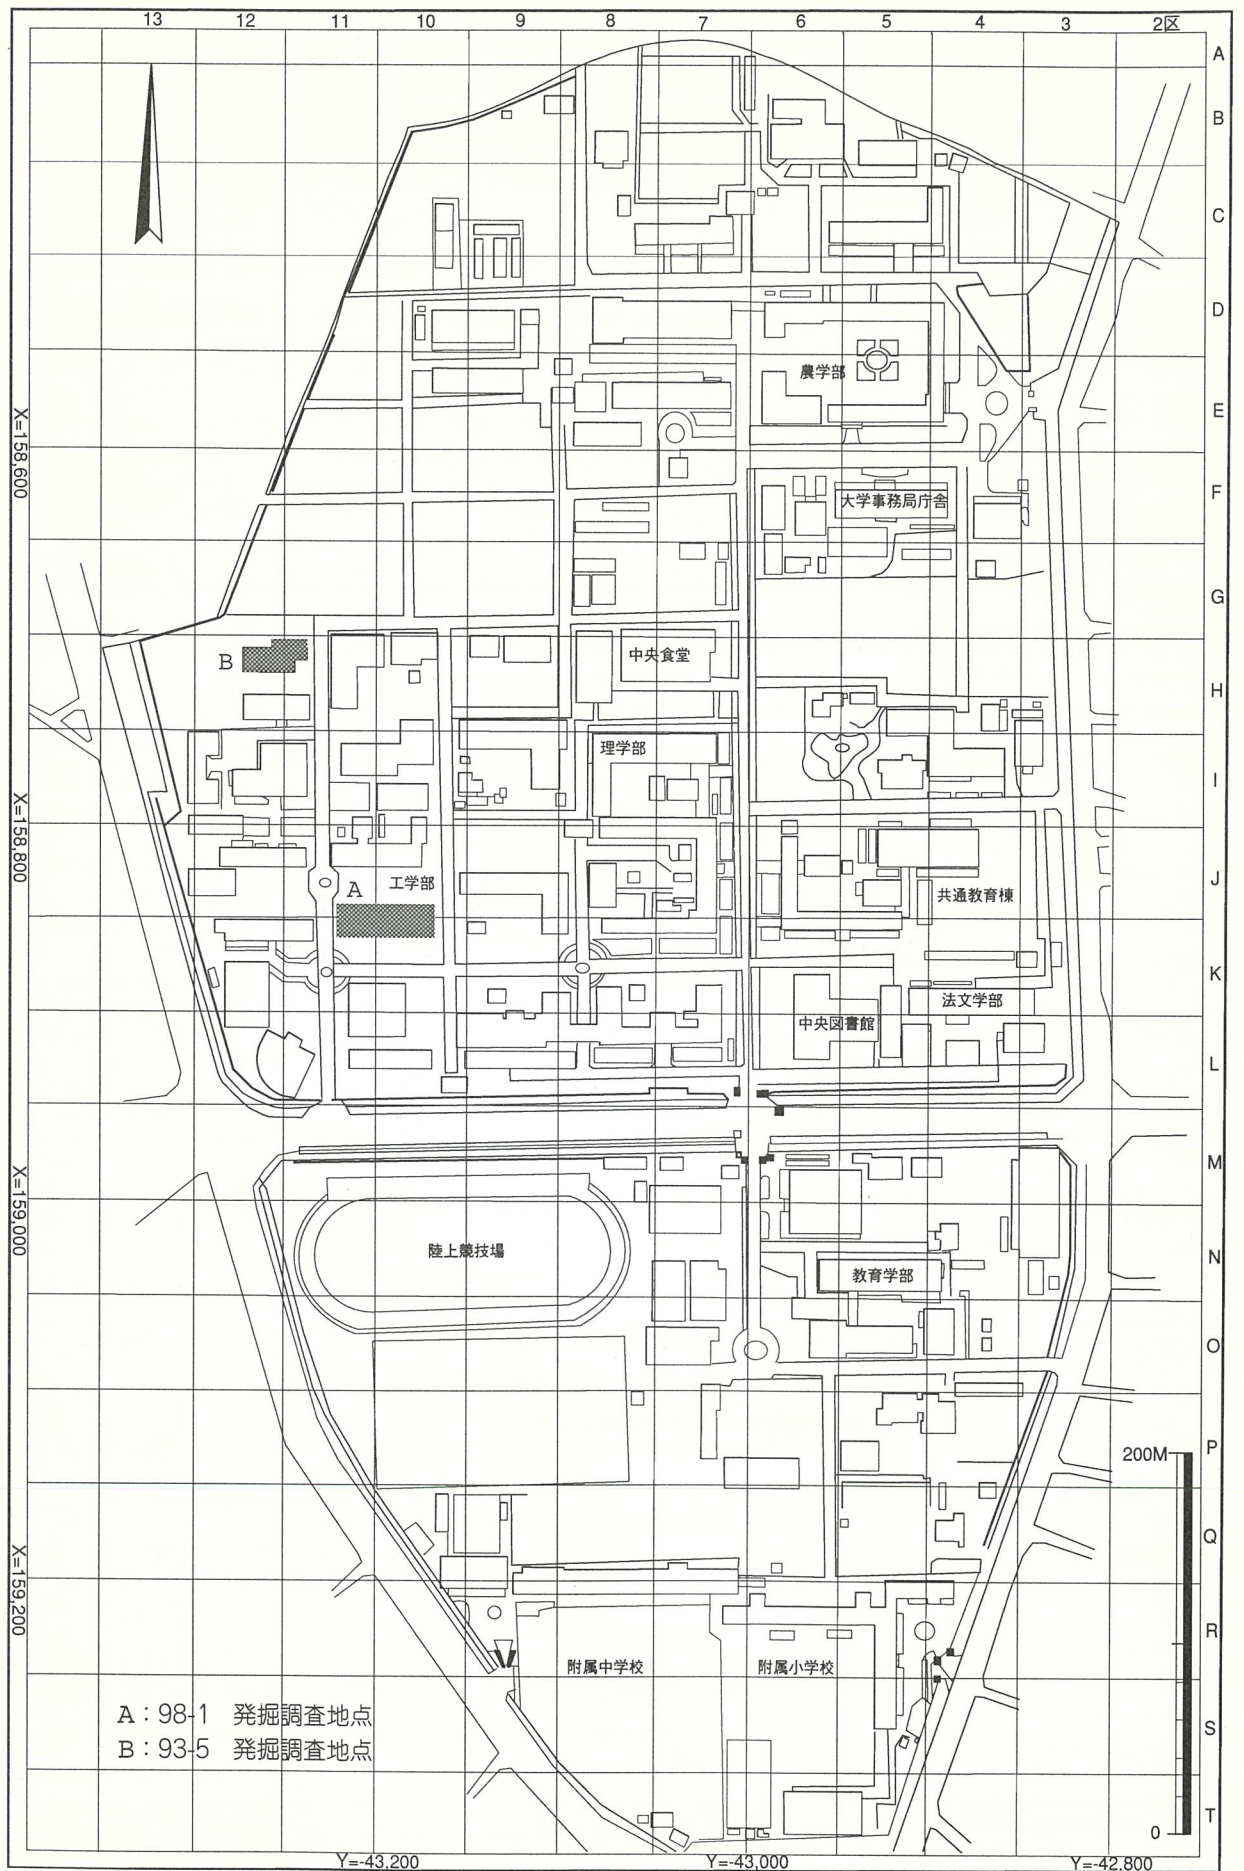 13 12 11 10 9 8 7 6 5 4 3 2区
A
B
C
D
農学部
E
X=158,600
F
大学事務局庁舎
G
B
中央食堂
H
理学部
I
X=158,800
A 工学部
J
共通教育棟
K
法文学部
中央図書館
L
M
X=159,000
陸上競技場
N
教育学部
O
P
200M
Q
X=159,200
R
附属中学校 附属小学校
A：98-1 発掘調査地点
S
B：93-5 発掘調査地点
T
0
Y=-43,200 Y=-43,000 Y=-42,800